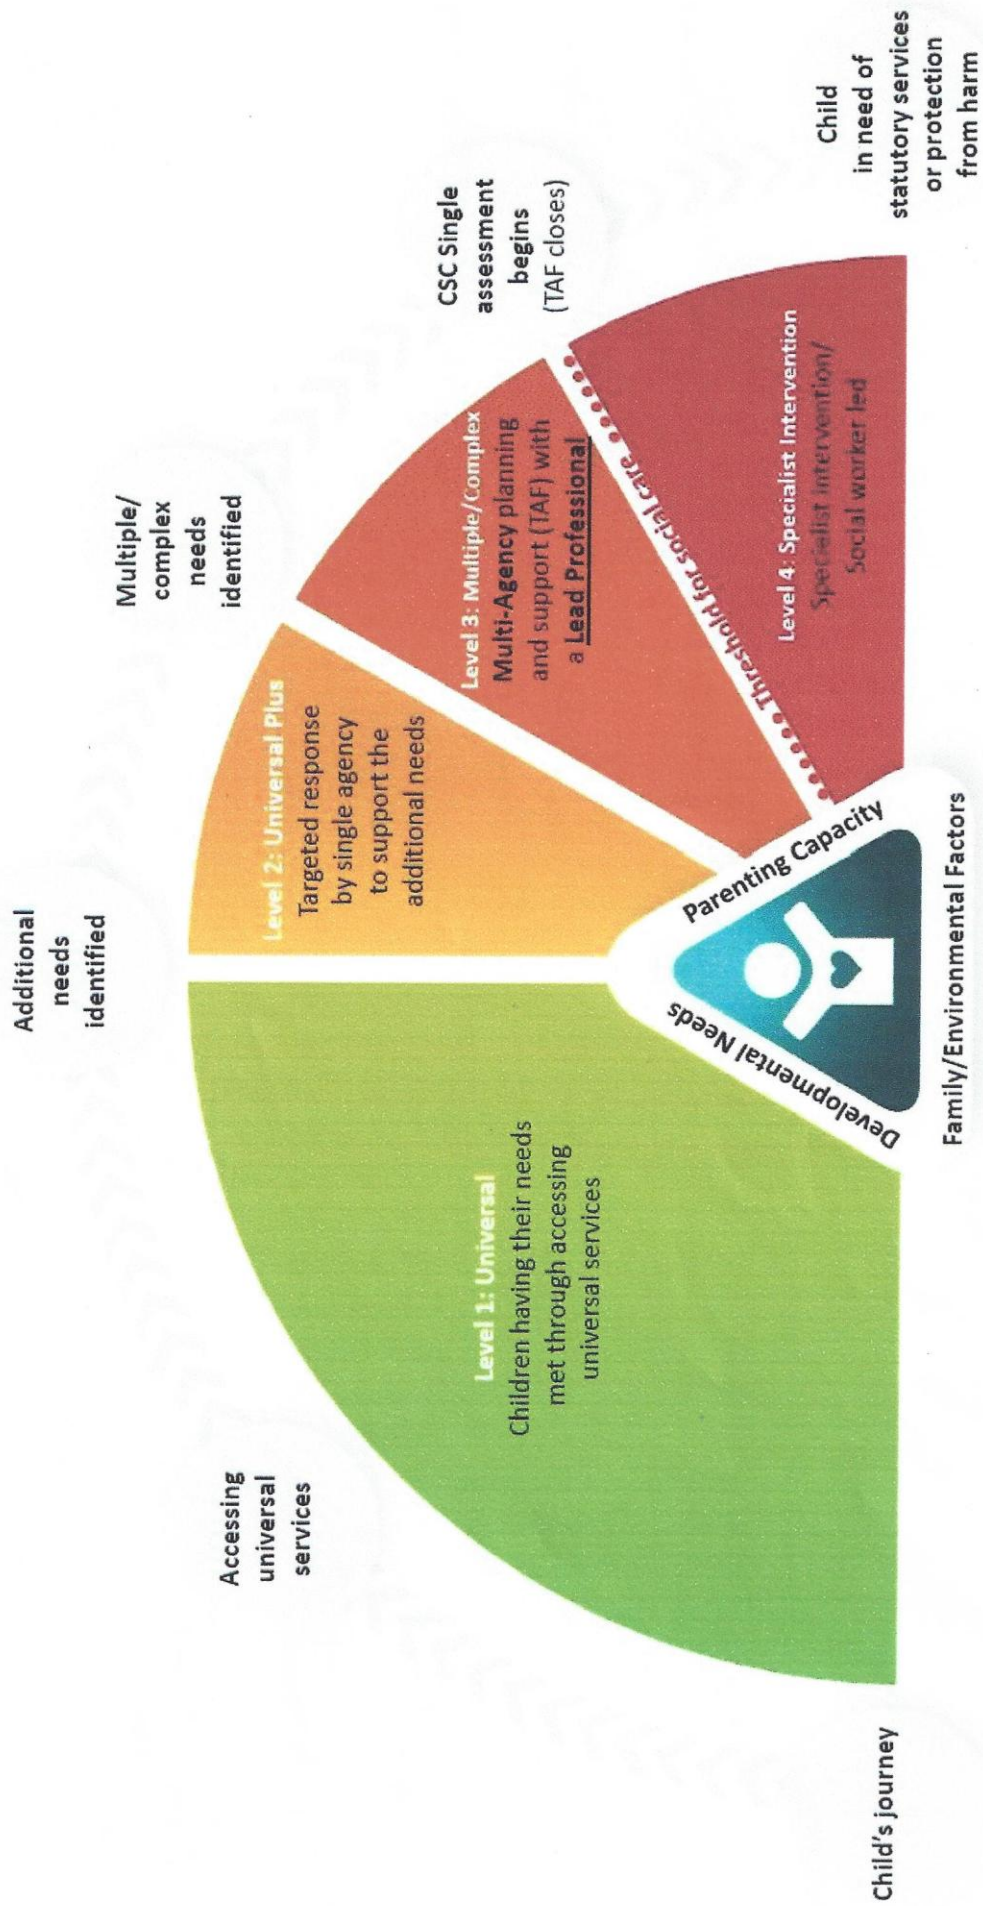 Child's journey
Accessing
universal
services
Additional
needs
identified
Multiple/
complex
needs
identified
CSC Single
assessment
begins
(TAF closes)
Child
in need of
statutory services
or protection
from harm
Level 1: Universal
Children having their needs
met through accessing
universal services
Level 2: Universal Plus
Targeted response
by single agency
to support the
additional needs
Level 3: Multiple/Complex
Multi-Agency planning
and support (TAF) with
a Lead Professional
Threshold for social care
Level 4: Specialist Intervention
Specialist intervention/
Social worker led
Developmental Needs
Parenting Capacity
Family/Environmental Factors